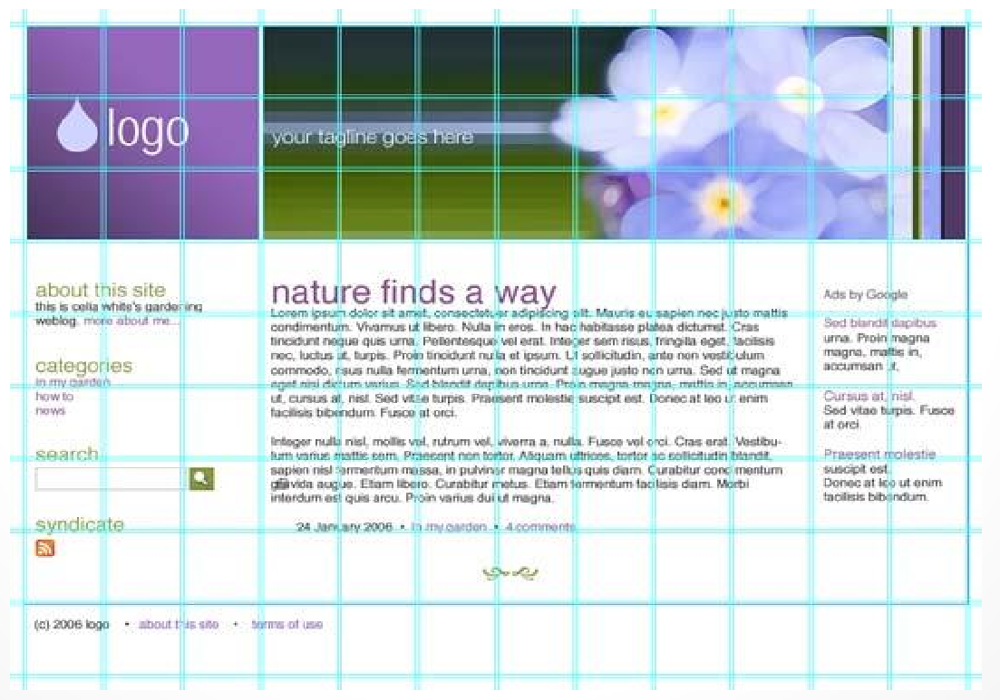 logo
your tagline goes here
about this site
this is celia white's gardening
weblog. more about me...
categories
in my garden
how to
news
search
syndicate
nature finds a way
Lorem ipsum dolor sit amet, consectetuer adipiscing elit. Mauris eu sapien nec justo mattis
condimentum. Vivamus ut libero. Nulla in eros. In hac habitasse platea dictumst. Cras
tincidunt neque quis urna. Pellentesque vel erat. Integer sem risus, fringilla eget, facilisis
nec, luctus ut, turpis. Proin tincidunt nulla et ipsum. Ut sollicitudin, ante non vestibulum
commodo, risus nulla fermentum urna, non tincidunt augue justo non urna. Sed ut magna
eget nisi dictum varius. Sed blandit dapibus urna. Proin magna magna, mattis in, accumsan
ut, cursus at, nisl. Sed vitae turpis. Praesent molestie suscipit est. Donec at leo ut enim
facilisis bibendum. Fusce at orci.
Integer nulla nisl, mollis vel, rutrum vel, viverra a, nulla. Fusce vel orci. Cras erat. Vestibu-
lum varius mattis sem. Praesent non tortor. Aliquam ultrices, tortor ac sollicitudin blandit,
sapien nisl fermentum massa, in pulvinar magna tellus quis diam. Curabitur condimentum
gravida augue. Etiam libero. Curabitur metus. Etiam fermentum facilisis diam. Morbi
interdum est quis arcu. Proin varius dui ut magna.
24 January 2006 • in my garden • 4 comments
Ads by Google
Sed blandit dapibus
urna. Proin magna
magna, mattis in,
accumsan ut,
Cursus at, nisl.
Sed vitae turpis. Fusce
at orci.
Praesent molestie
suscipit est.
Donec at leo ut enim
facilisis bibendum.
(c) 2006 logo • about this site • terms of use